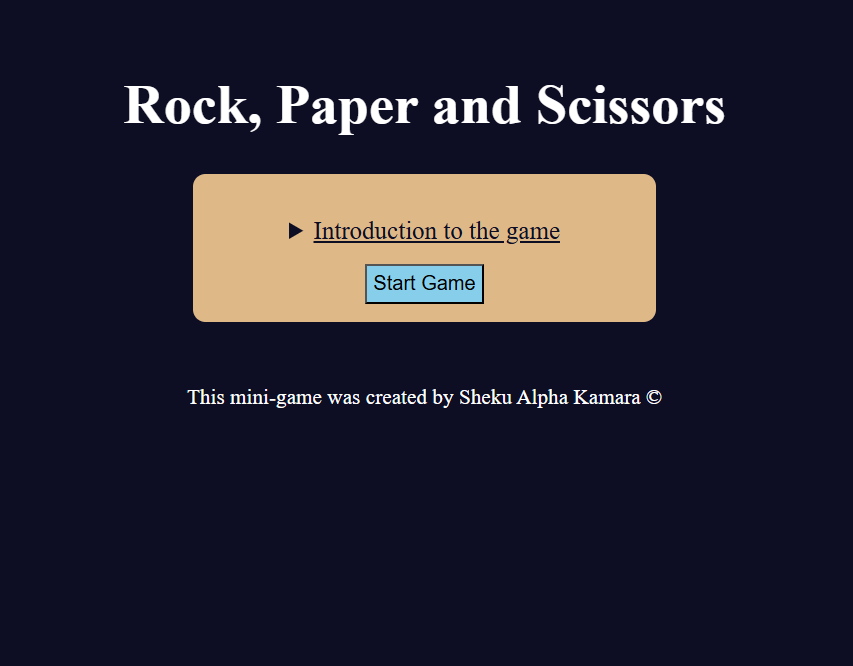 Rock, Paper and Scissors
Introduction to the game
Start Game
This mini-game was created by Sheku Alpha Kamara ©